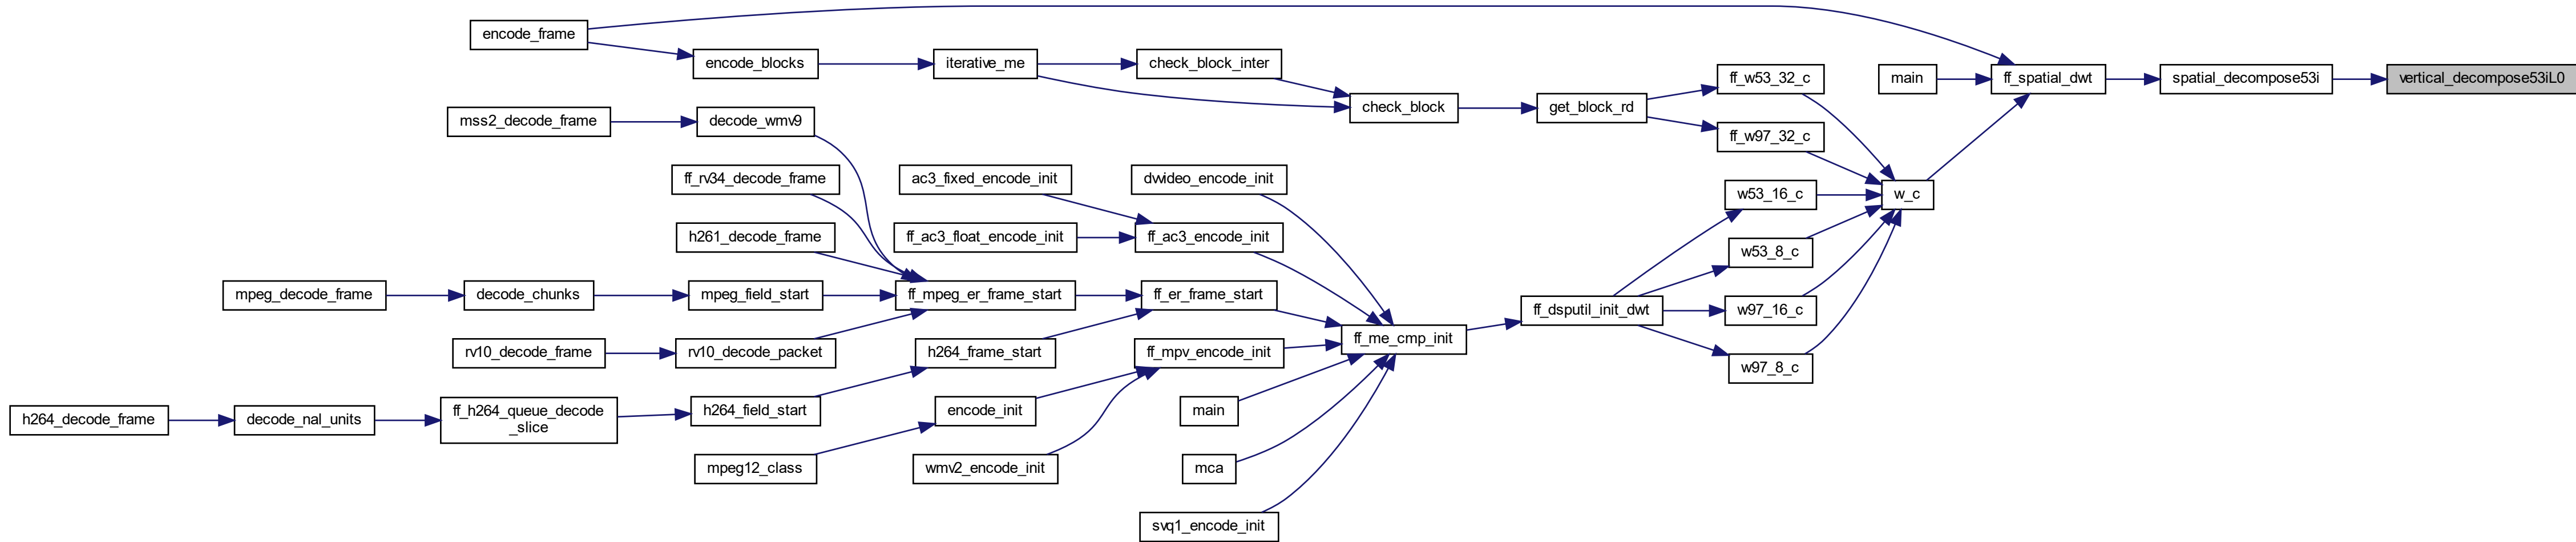 encode_frame
encode_blocks
iterative_me
check_block_inter
ff_w53_32_c
main
ff_spatial_dwt
spatial_decompose53i
vertical_decompose53iL0
mss2_decode_frame
decode_wmv9
check_block
get_block_rd
ff_w97_32_c
ff_rv34_decode_frame
ac3_fixed_encode_init
dvvideo_encode_init
w53_16_c
w_c
h261_decode_frame
ff_ac3_float_encode_init
ff_ac3_encode_init
w53_8_c
mpeg_decode_frame
decode_chunks
mpeg_field_start
ff_mpeg_er_frame_start
ff_er_frame_start
ff_dsputil_init_dwt
w97_16_c
rv10_decode_frame
rv10_decode_packet
h264_frame_start
ff_mpv_encode_init
ff_me_cmp_init
w97_8_c
h264_decode_frame
decode_nal_units
ff_h264_queue_decode
_slice
h264_field_start
encode_init
main
mpeg12_class
wmv2_encode_init
mca
svq1_encode_init